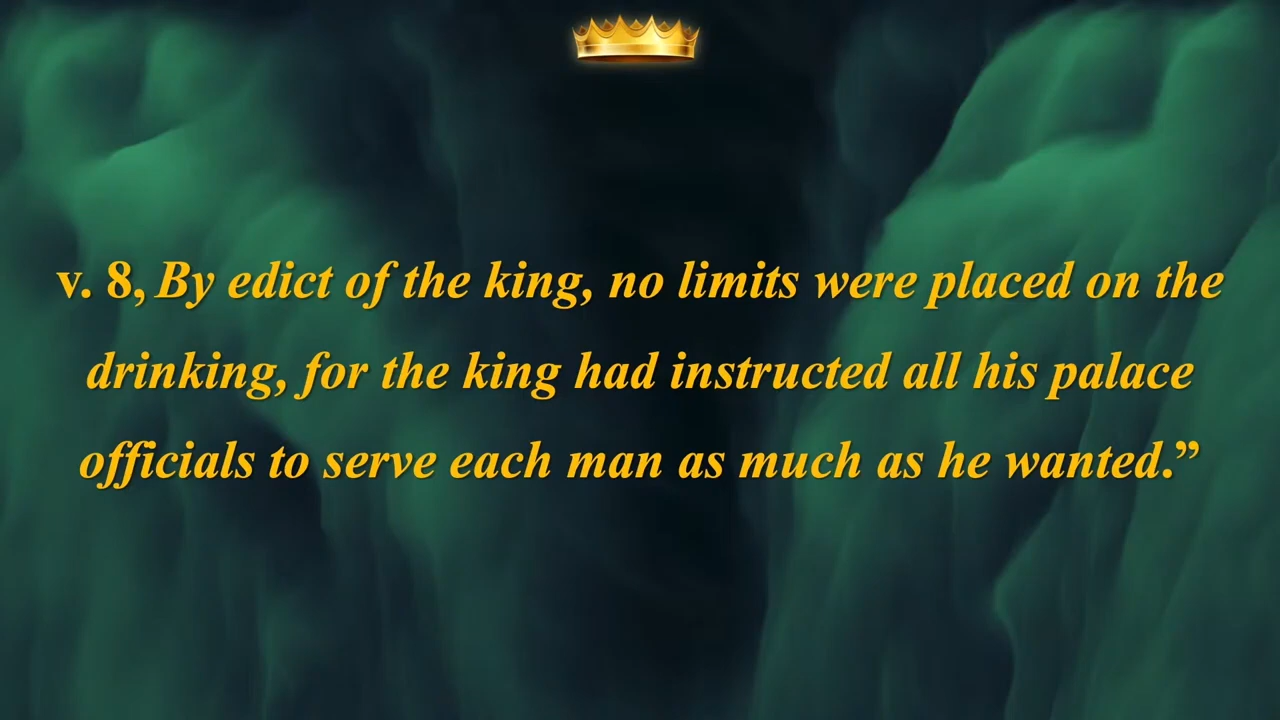 v. 8, By edict of the king, no limits were placed on the
drinking, for the king had instructed all his palace
officials to serve each man as much as he wanted.”